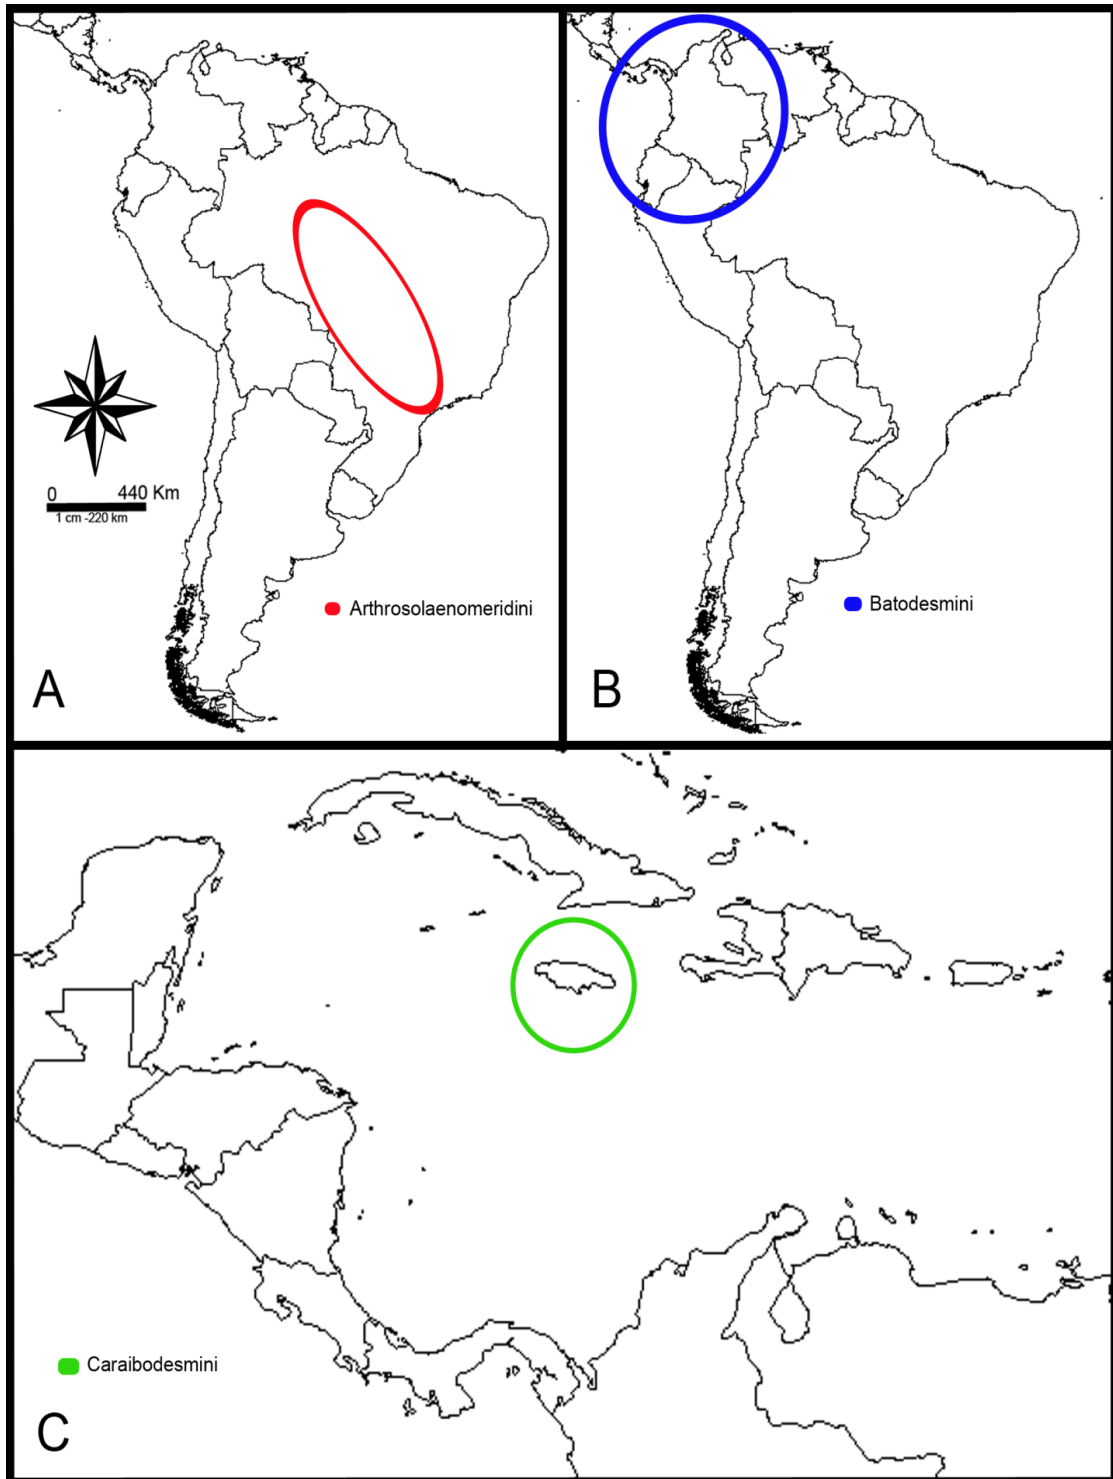 0 440 Km
1 cm -220 km
Arthrosolaenomeridini
A
Batodesmini
B
Caraibodesmini
C